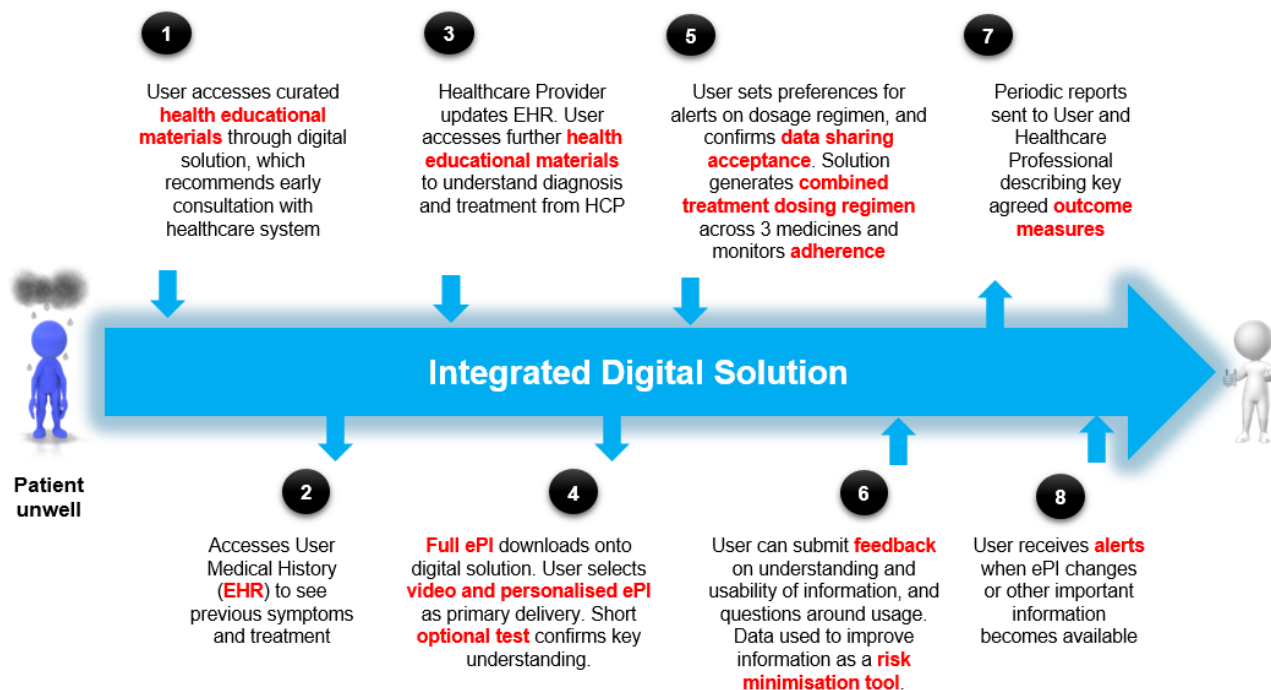 1
User accesses curated
health educational
materials through digital
solution, which
recommends early
consultation with
healthcare system
3
Healthcare Provider
updates EHR. User
accesses further health
educational materials
to understand diagnosis
and treatment from HCP
5
User sets preferences for
alerts on dosage regimen, and
confirms data sharing
acceptance. Solution
generates combined
treatment dosing regimen
across 3 medicines and
monitors adherence
7
Periodic reports
sent to User and
Healthcare
Professional
describing key
agreed outcome
measures
Integrated Digital Solution
Patient
unwell
2
Accesses User
Medical History
(EHR) to see
previous symptoms
and treatment
4
Full ePI downloads onto
digital solution. User selects
video and personalised ePI
as primary delivery. Short
optional test confirms key
understanding.
6
User can submit feedback
on understanding and
usability of information, and
questions around usage.
Data used to improve
information as a risk
minimisation tool.
8
User receives alerts
when ePI changes
or other important
information
becomes available